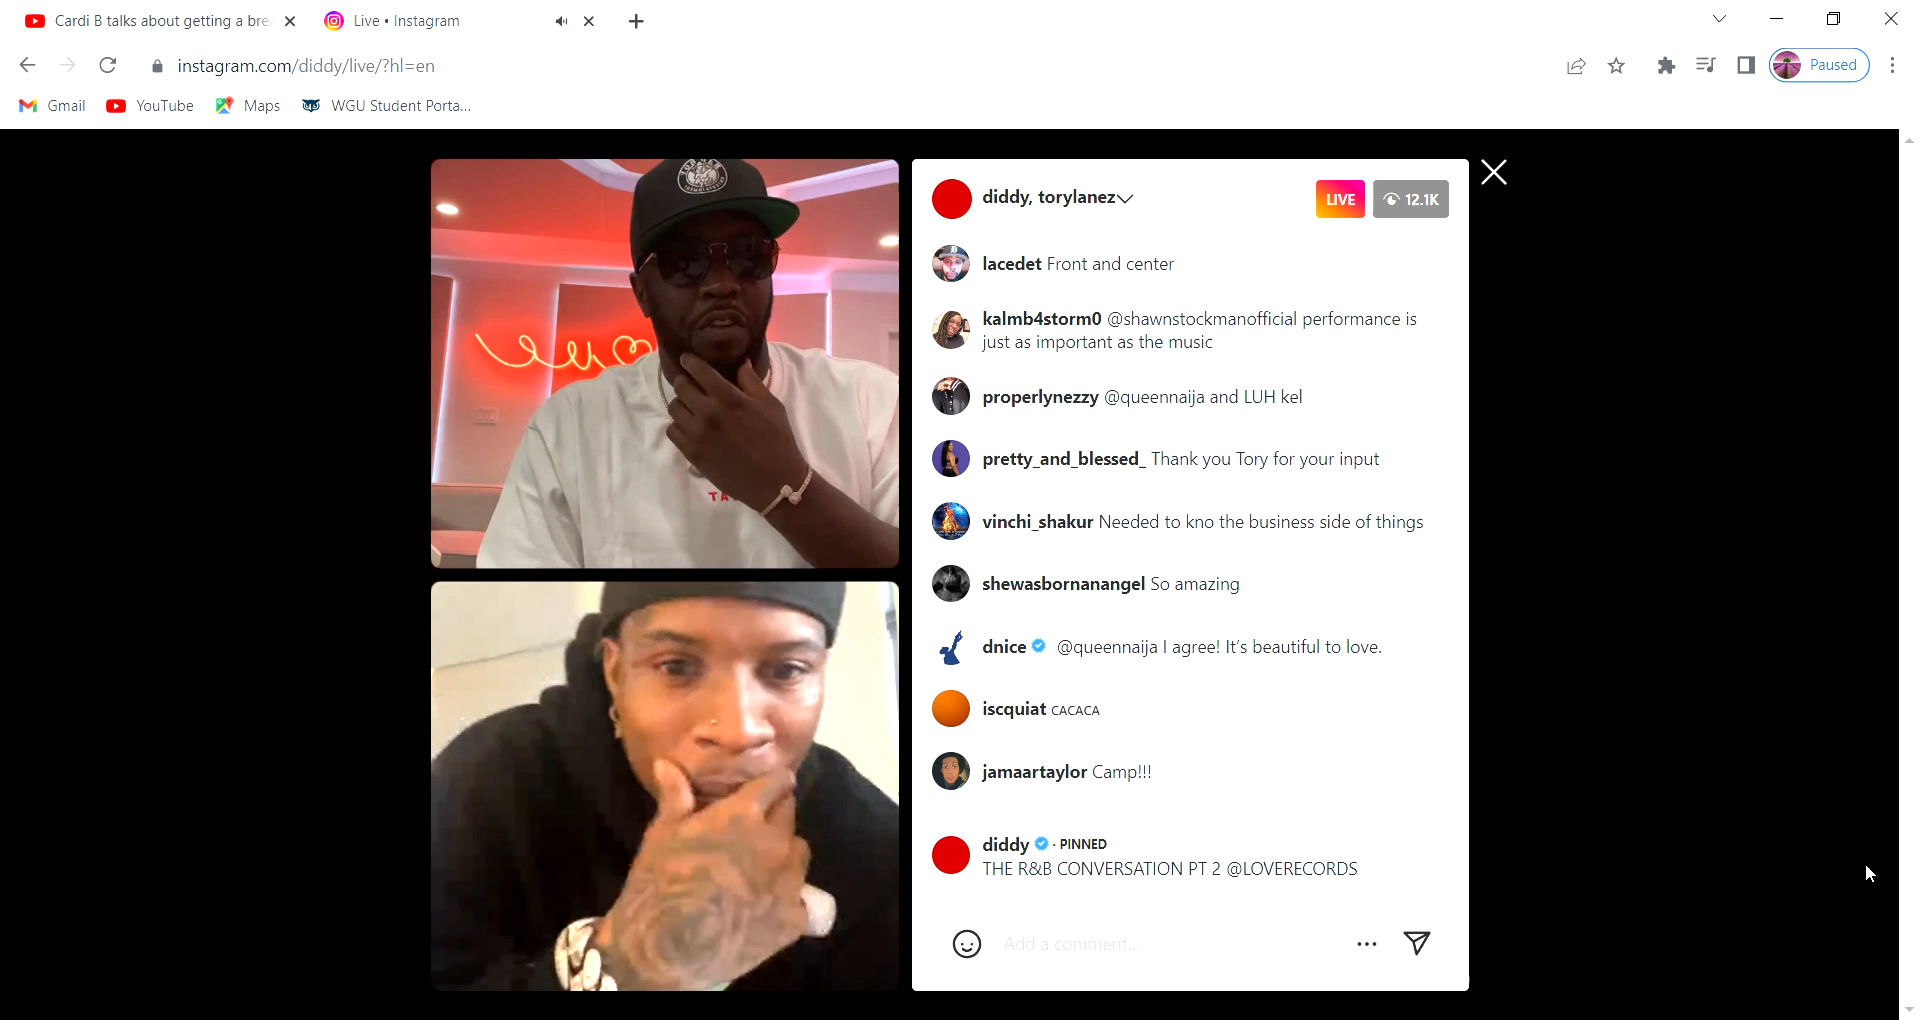 Cardi B talks about getting a bre
Live • Instagram
instagram.com/diddy/live/?hl=en
Paused
Gmail
YouTube
Maps
WGU Student Porta...
TA
diddy, torylanez
LIVE
12.1K
lacedet Front and center
kalmb4storm0 @shawnstockmanofficial performance is
just as important as the music
properlynezzy @queennaija and LUH kel
pretty_and_blessed_ Thank you Tory for your input
vinchi_shakur Needed to kno the business side of things
shewasbornanangel So amazing
dnice @queennaija I agree! It’s beautiful to love.
iscquiat CACACA
jamaartaylor Camp!!!
diddy · PINNED
THE R&B CONVERSATION PT 2 @LOVERECORDS
Add a comment...